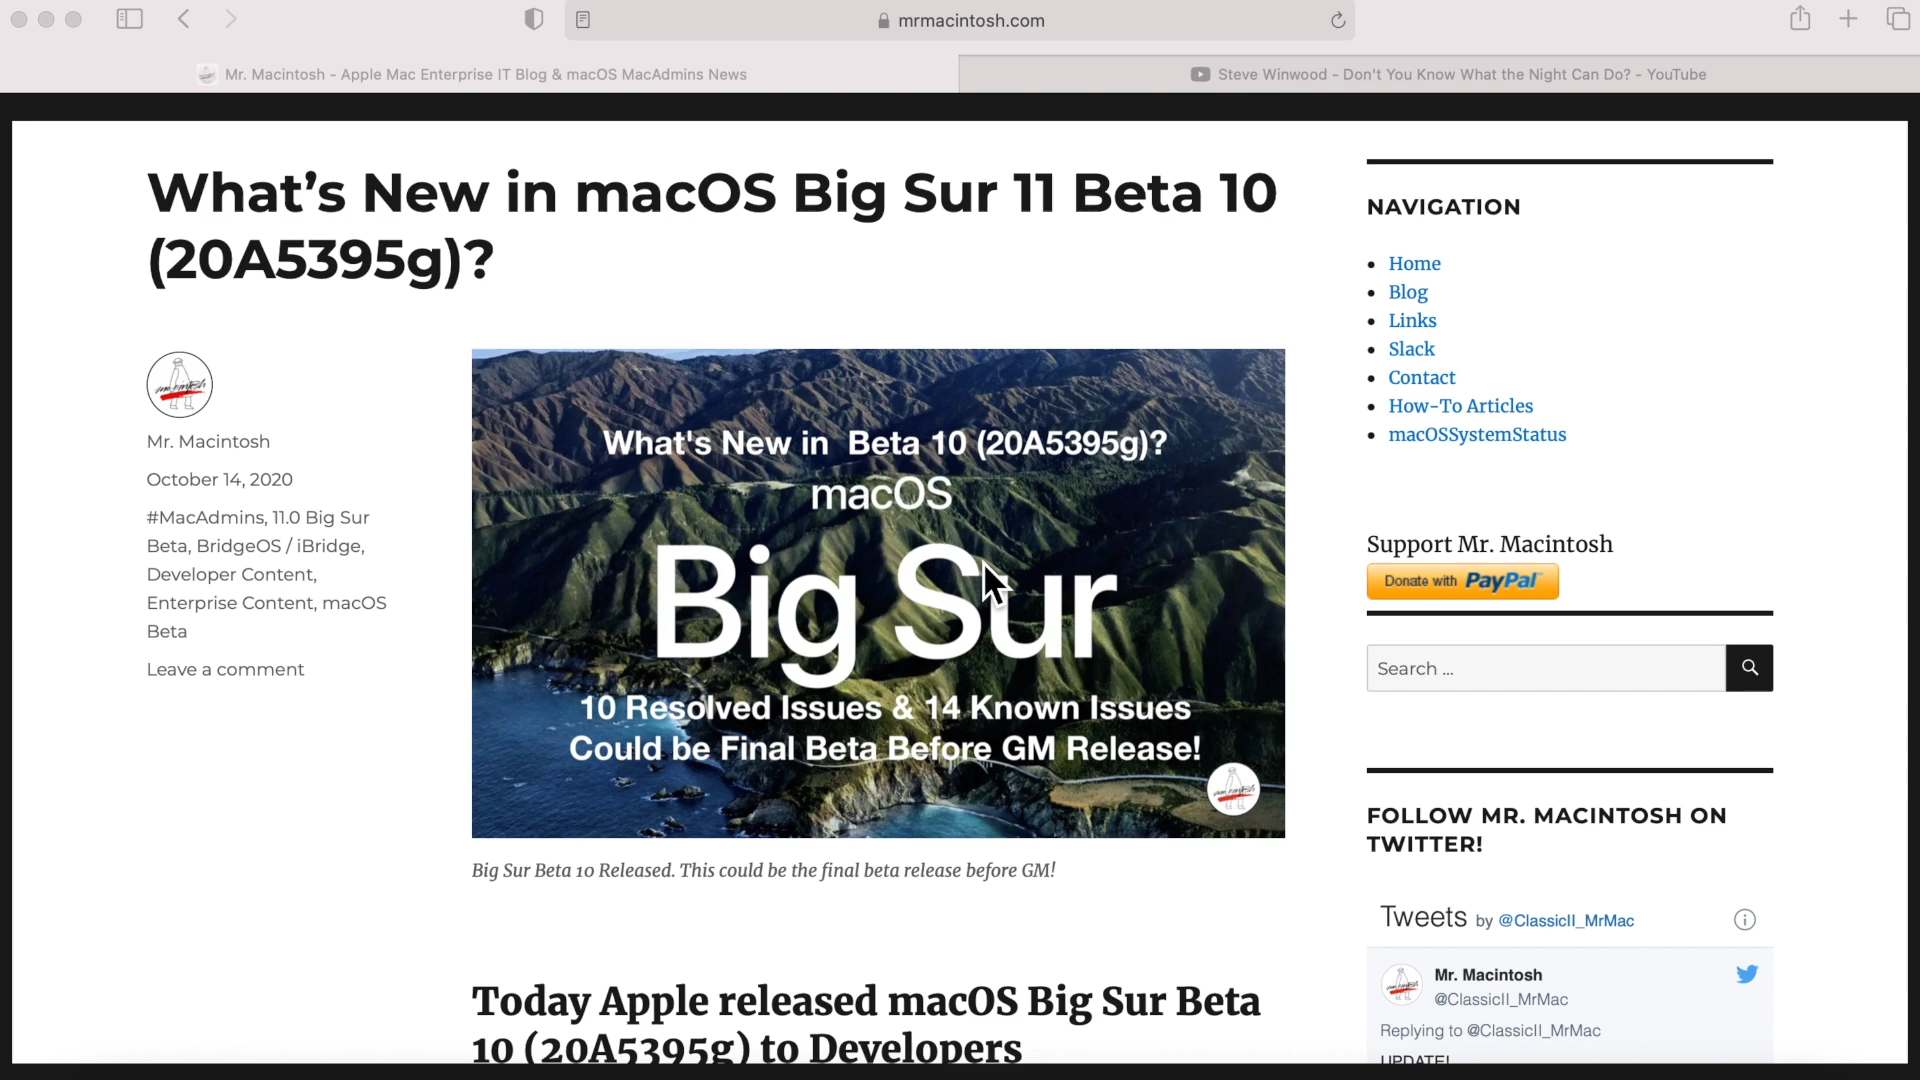 mrmacintosh.com
Mr. Macintosh - Apple Mac Enterprise IT Blog & macOS MacAdmins News
Steve Winwood - Don't You Know What the Night Can Do? - YouTube
What’s New in macOS Big Sur 11 Beta 10
(20A5395g)?
Mr. Macintosh
October 14, 2020
#MacAdmins, 11.0 Big Sur
Beta, BridgeOS / iBridge,
Developer Content,
Enterprise Content, macOS
Beta
Leave a comment
What's New in Beta 10 (20A5395g)?
macOS
Big Sur
10 Resolved Issues & 14 Known Issues
Could be Final Beta Before GM Release!
Big Sur Beta 10 Released. This could be the final beta release before GM!
Today Apple released macOS Big Sur Beta
10 (20A5395g) to Developers
NAVIGATION
Home
Blog
Links
Slack
Contact
How-To Articles
macOSSystemStatus
Support Mr. Macintosh
Donate with PayPal
Search ...
FOLLOW MR. MACINTOSH ON
TWITTER!
Tweets by @ClassicII_MrMac
Mr. Macintosh
@ClassicII_MrMac
Replying to @ClassicII_MrMac
UPDATE!